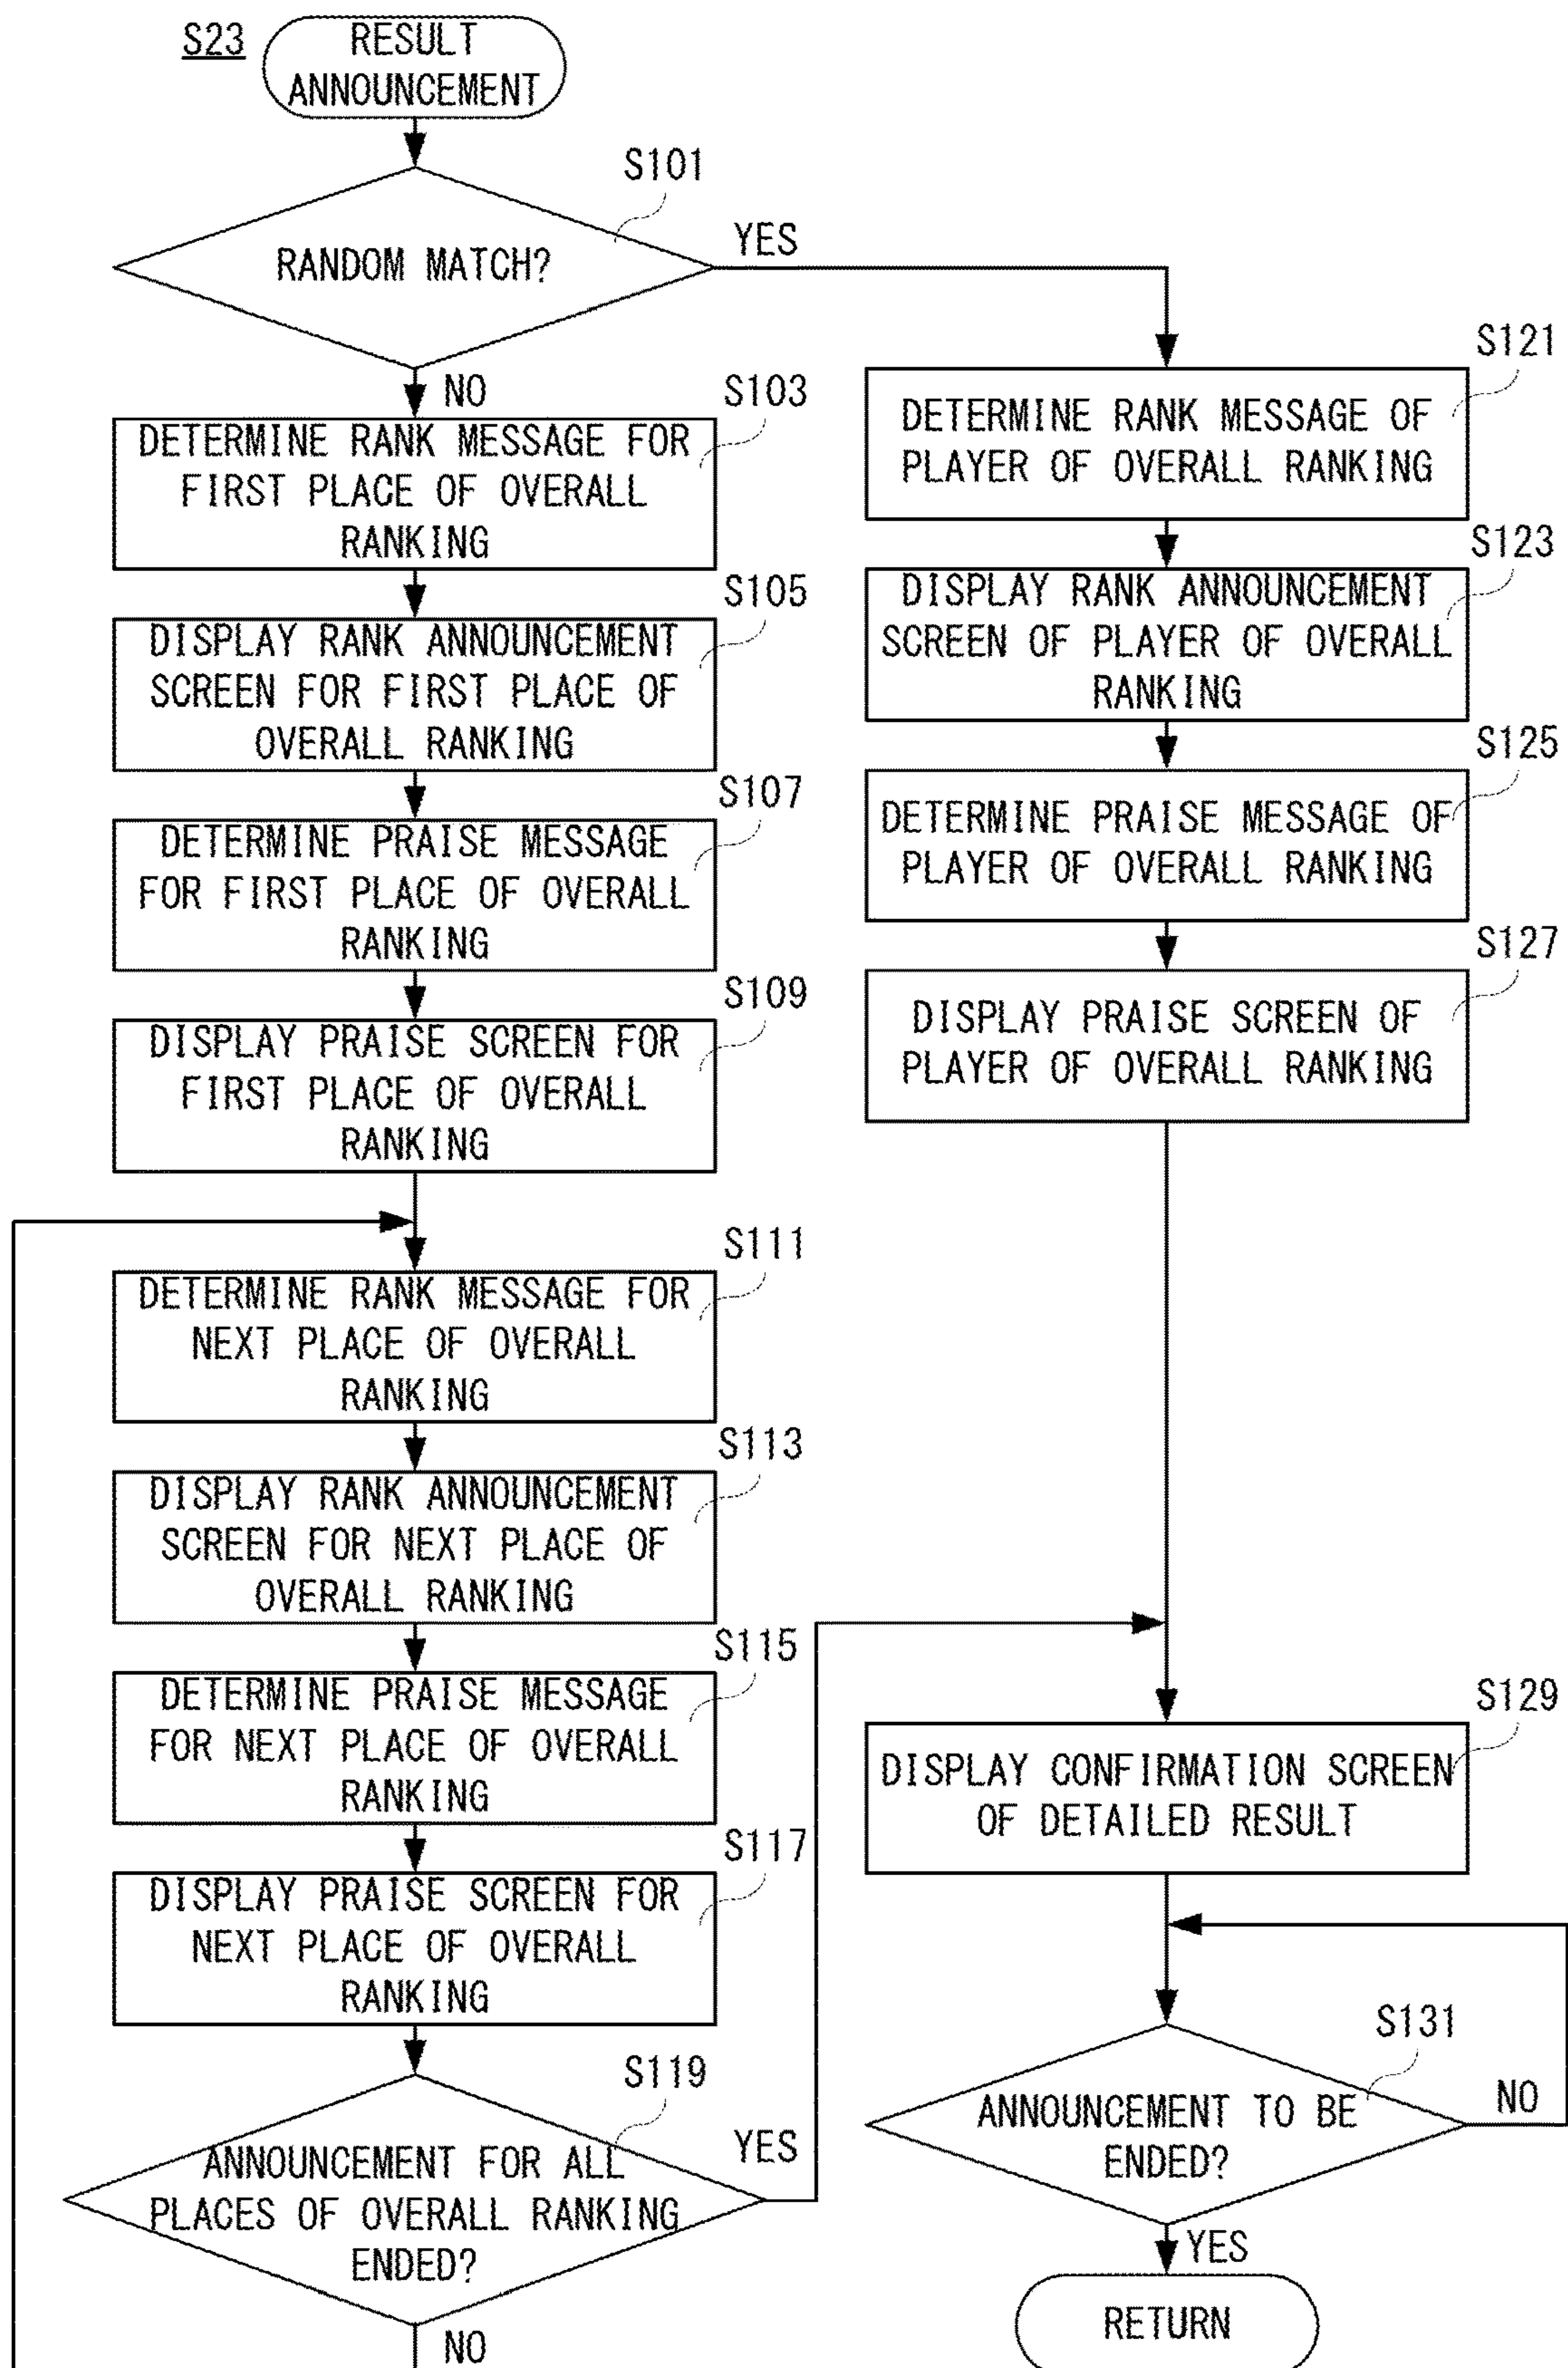 S23
RESULT
ANNOUNCEMENT
S101
RANDOM MATCH?
YES
NO
S103
DETERMINE RANK MESSAGE FOR
FIRST PLACE OF OVERALL
RANKING
S105
DISPLAY RANK ANNOUNCEMENT
SCREEN FOR FIRST PLACE OF
OVERALL RANKING
S107
DETERMINE PRAISE MESSAGE
FOR FIRST PLACE OF OVERALL
RANKING
S109
DISPLAY PRAISE SCREEN FOR
FIRST PLACE OF OVERALL
RANKING
S111
DETERMINE RANK MESSAGE FOR
NEXT PLACE OF OVERALL
RANKING
S113
DISPLAY RANK ANNOUNCEMENT
SCREEN FOR NEXT PLACE OF
OVERALL RANKING
S115
DETERMINE PRAISE MESSAGE
FOR NEXT PLACE OF OVERALL
RANKING
S117
DISPLAY PRAISE SCREEN FOR
NEXT PLACE OF OVERALL
RANKING
S119
ANNOUNCEMENT FOR ALL
PLACES OF OVERALL RANKING
ENDED?
YES
NO
S121
DETERMINE RANK MESSAGE OF
PLAYER OF OVERALL RANKING
S123
DISPLAY RANK ANNOUNCEMENT
SCREEN OF PLAYER OF OVERALL
RANKING
S125
DETERMINE PRAISE MESSAGE OF
PLAYER OF OVERALL RANKING
S127
DISPLAY PRAISE SCREEN OF
PLAYER OF OVERALL RANKING
S129
DISPLAY CONFIRMATION SCREEN
OF DETAILED RESULT
S131
ANNOUNCEMENT TO BE
ENDED?
NO
YES
RETURN